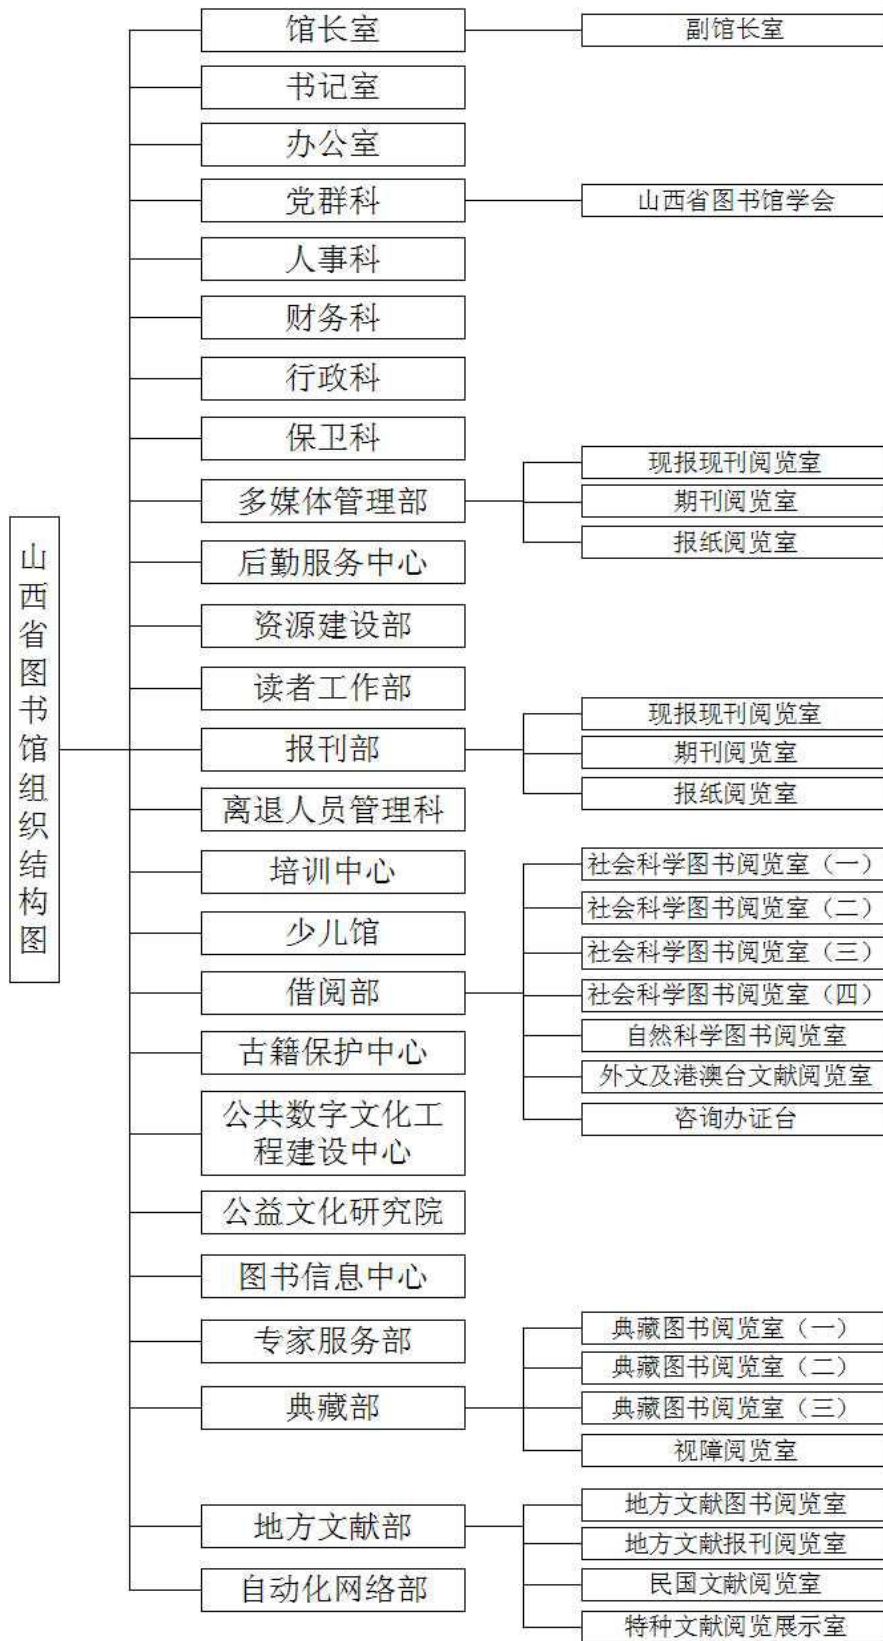 山西省图书馆组织结构图
馆长室
副馆长室
书记室
办公室
党群科
山西省图书馆学会
人事科
财务科
行政科
保卫科
多媒体管理部
现报现刊阅览室
期刊阅览室
报纸阅览室
后勤服务中心
资源建设部
读者工作部
报刊部
现报现刊阅览室
期刊阅览室
报纸阅览室
离退人员管理科
培训中心
少儿馆
借阅部
社会科学图书阅览室（一）
社会科学图书阅览室（二）
社会科学图书阅览室（三）
社会科学图书阅览室（四）
自然科学图书阅览室
外文及港澳台文献阅览室
咨询办证台
古籍保护中心
公共数字文化工
程建设中心
公益文化研究院
图书信息中心
专家服务部
典藏部
典藏图书阅览室（一）
典藏图书阅览室（二）
典藏图书阅览室（三）
视障阅览室
地方文献部
地方文献图书阅览室
地方文献报刊阅览室
民国文献阅览室
特种文献阅览展示室
自动化网络部